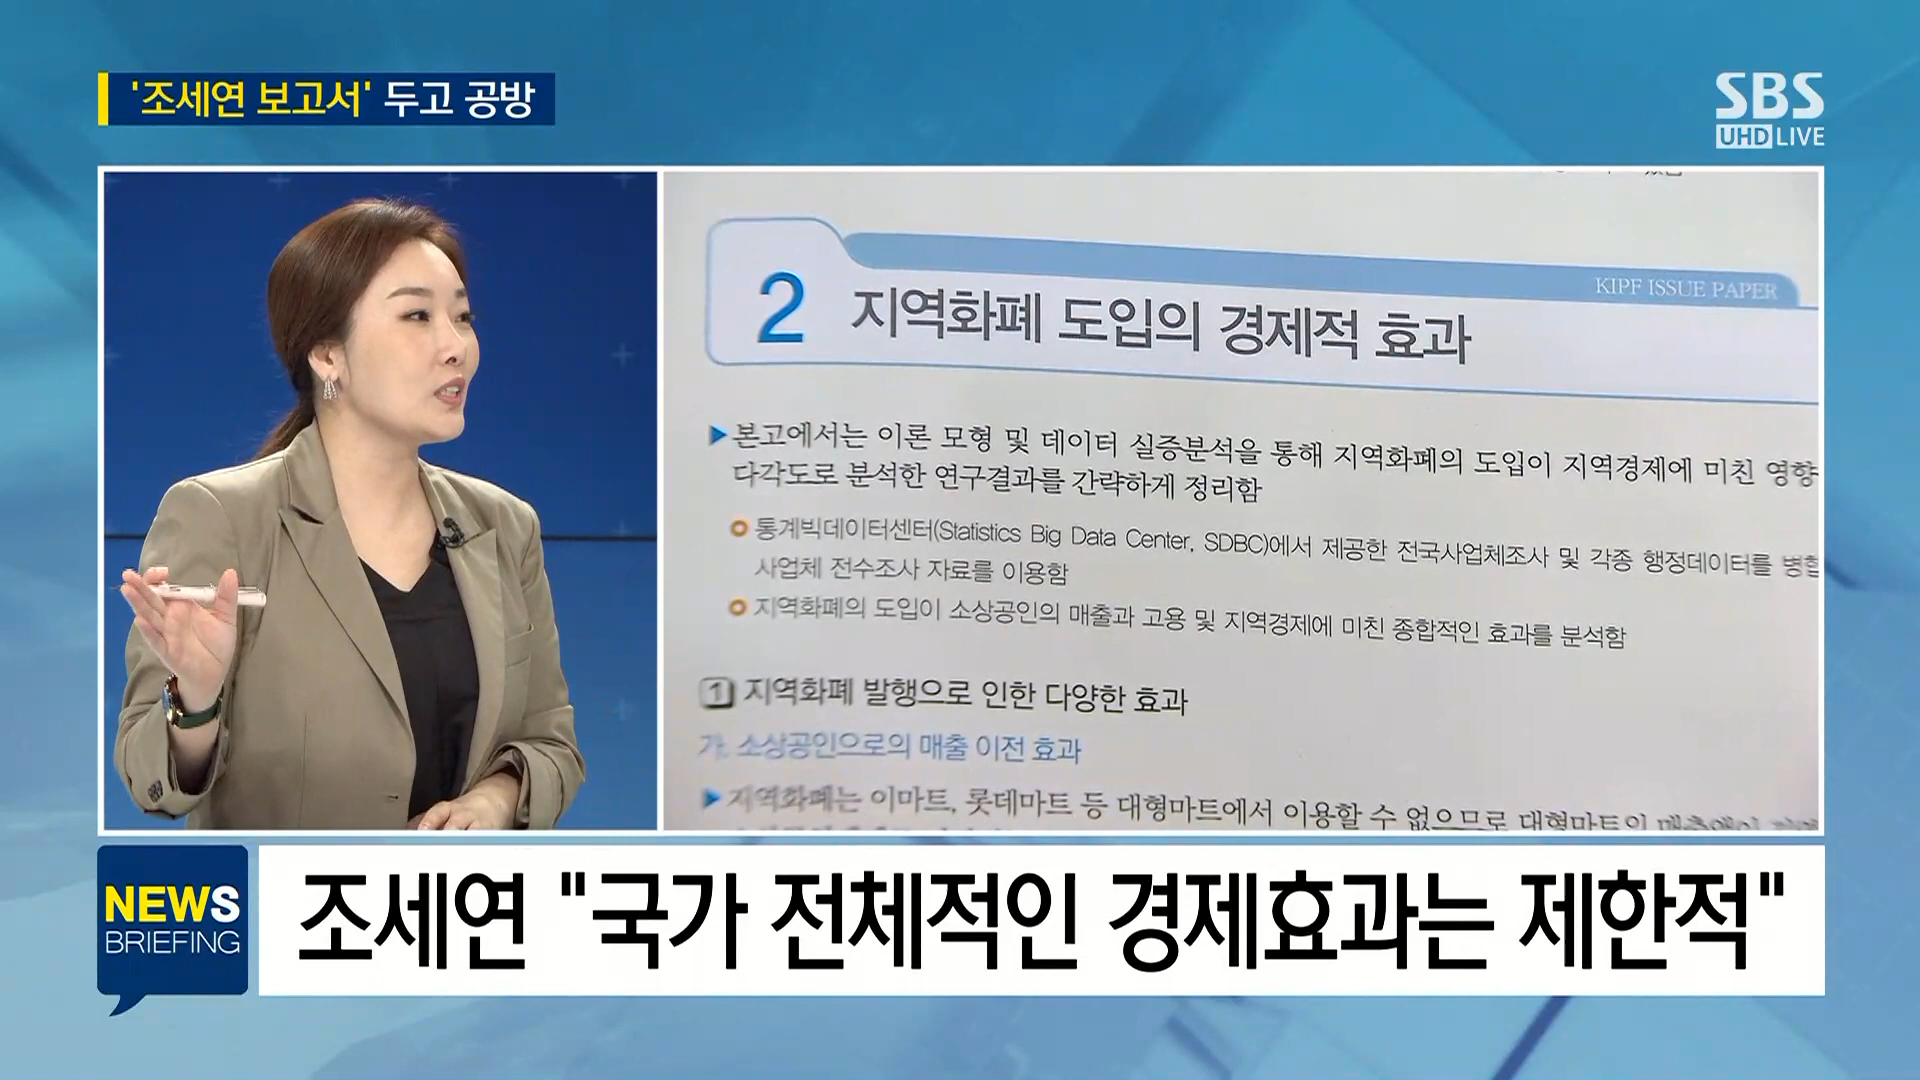 '조세연 보고서' 두고 공방
SBS
UHD LIVE
KIPF ISSUE PAPER
2 지역화폐 도입의 경제적 효과
▶본고에서는 이론 모형 및 데이터 실증분석을 통해 지역화폐의 도입이 지역경제에 미친 영향
다각도로 분석한 연구결과를 간략하게 정리함
통계빅데이터센터(Statistics Big Data Center, SDBC)에서 제공한 전국사업체조사 및 각종 행정데이터를 병합
사업체 전수조사 자료를 이용함
지역화폐의 도입이 소상공인의 매출과 고용 및 지역경제에 미친 종합적인 효과를 분석함
1 지역화폐 발행으로 인한 다양한 효과
가. 소상공인으로의 매출 이전 효과
▶지역화폐는 이마트, 롯데마트 등 대형마트에서 이용할 수 없으므로 대형마트의 매출액이
NEWS
BRIEFING
조세연 "국가 전체적인 경제효과는 제한적"